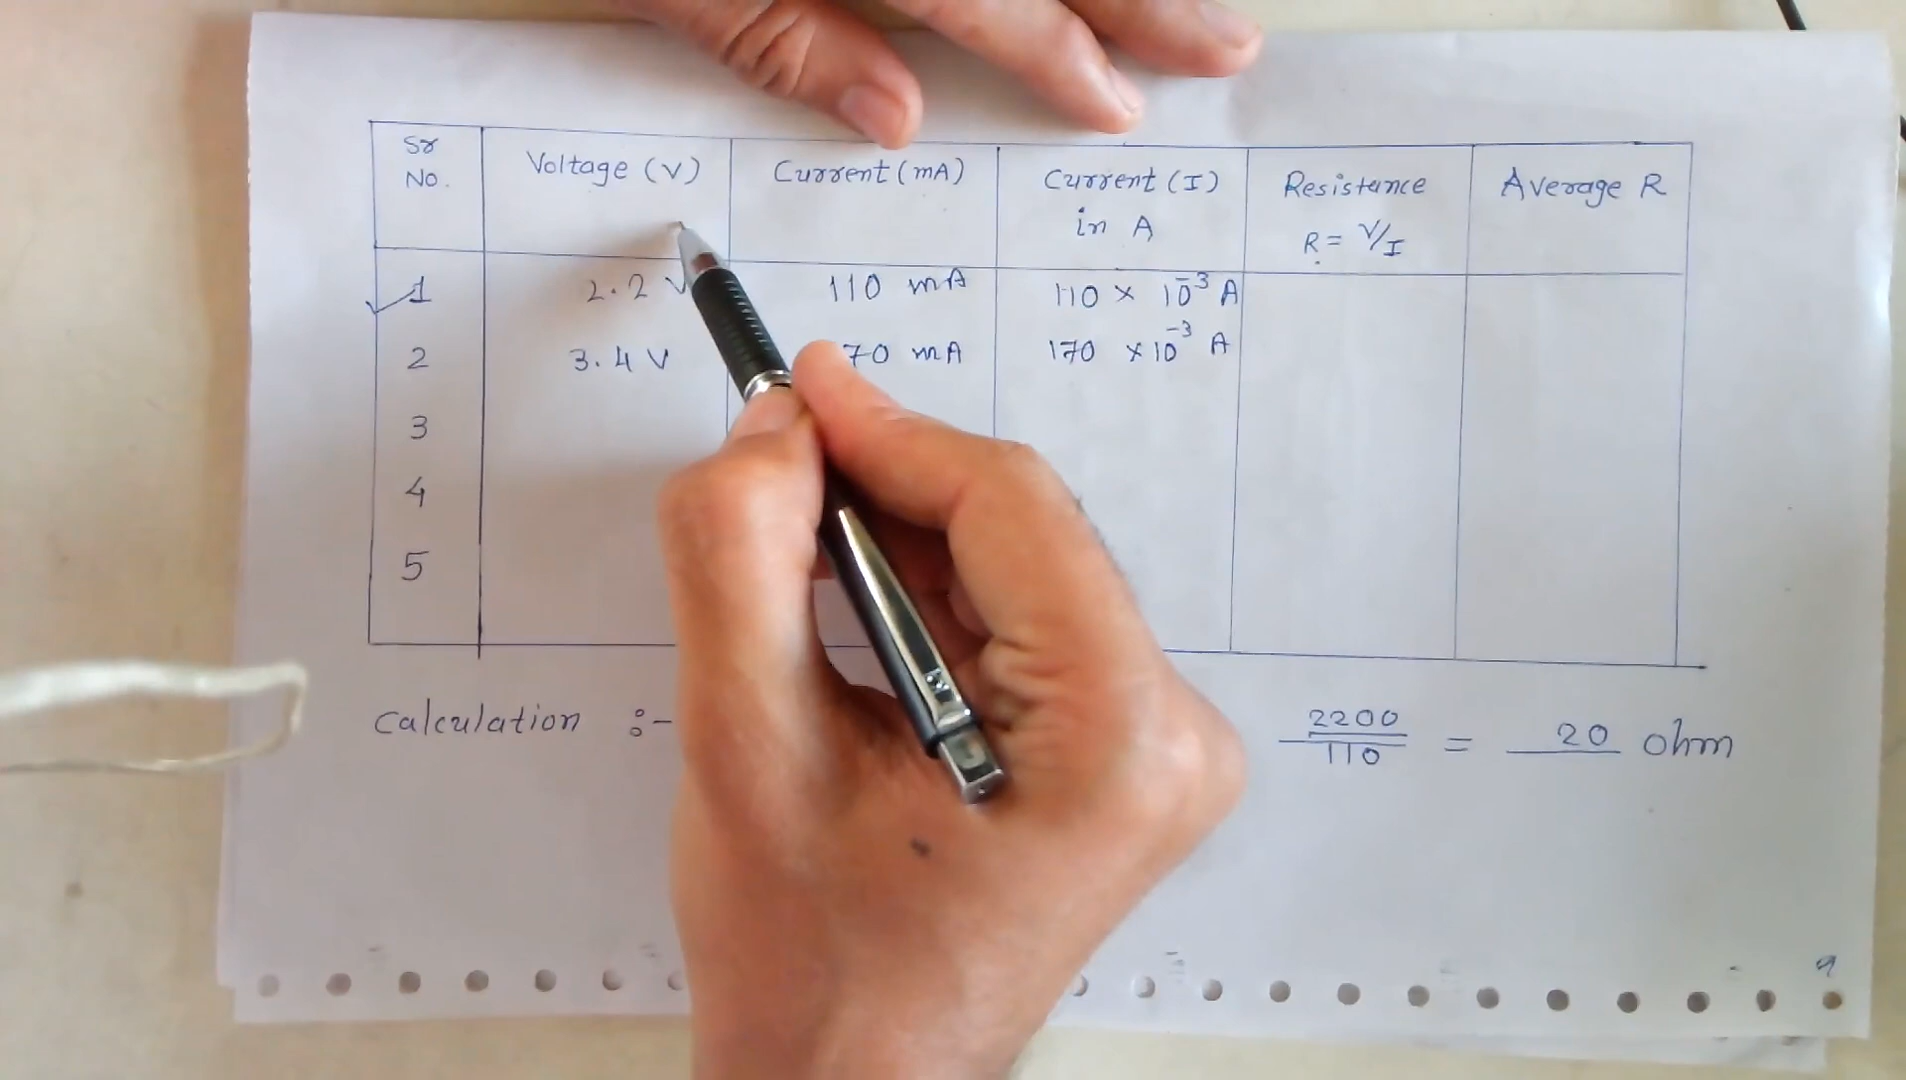 Sr No. Voltage (V) Current (mA) Current (I) in A Resistance R = V/I Average R
1 2.2 V 110 mA 110 × 10⁻³ A
2 3.4 V 70 mA 170 × 10⁻³ A
3
4
5
Calculation :- 2200/110 = 20 ohm